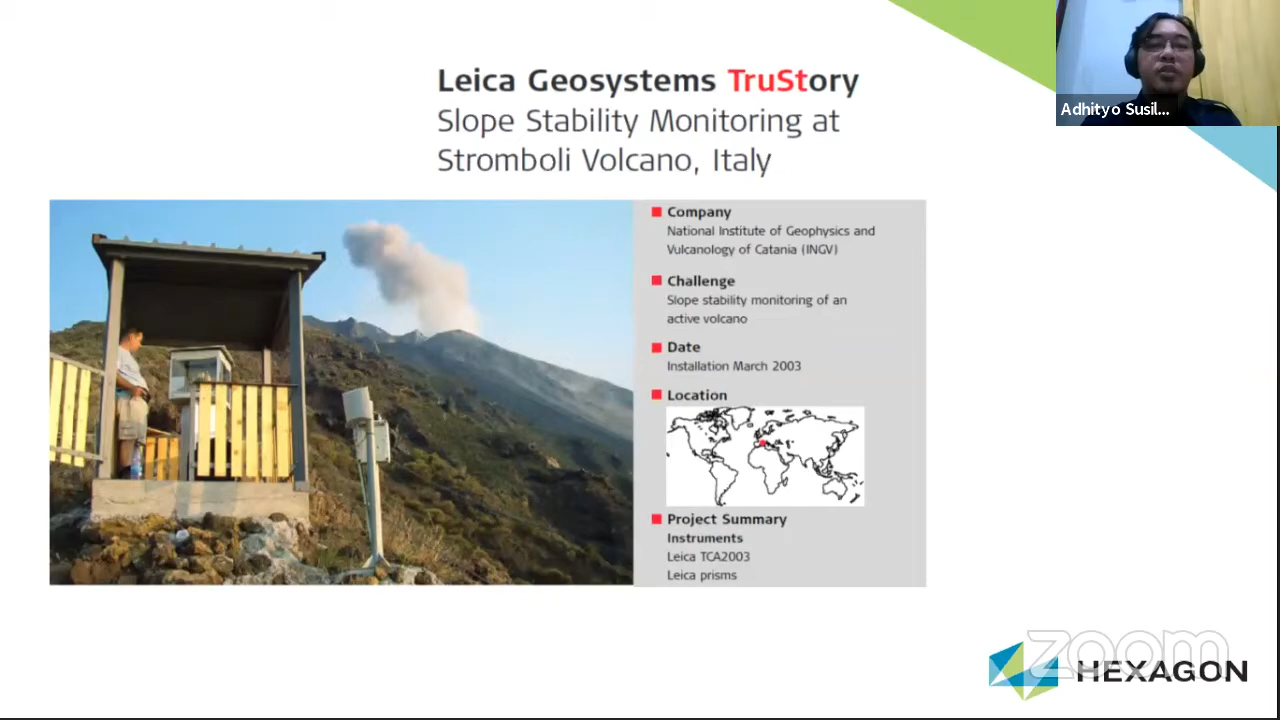 Leica Geosystems TruStory
Slope Stability Monitoring at
Stromboli Volcano, Italy
Adhityo Susil...
Company
National Institute of Geophysics and
Vulcanology of Catania (INGV)
Challenge
Slope stability monitoring of an
active volcano
Date
Installation March 2003
Location
Project Summary
Instruments
Leica TCA2003
Leica prisms
zoom
HEXAGON